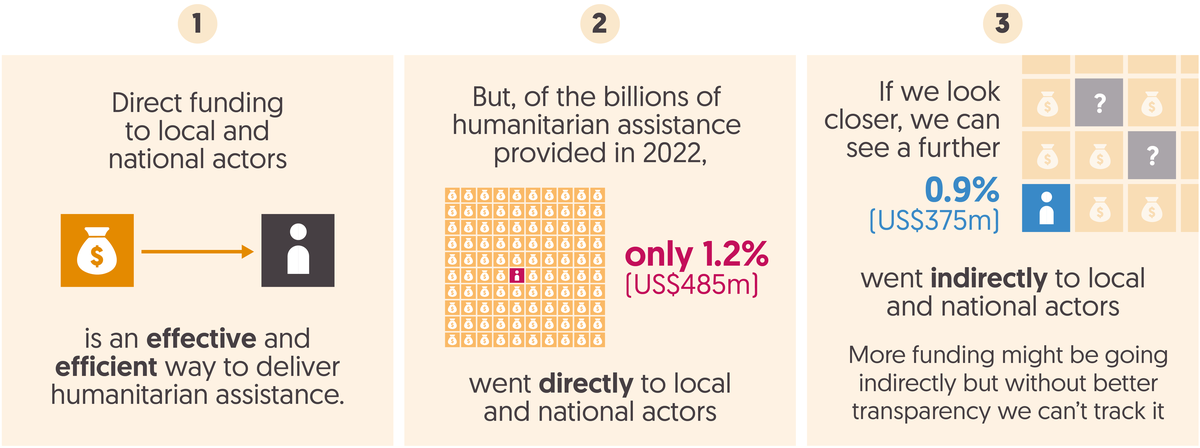 1
Direct funding
to local and
national actors
$
is an effective and
efficient way to deliver
humanitarian assistance.
2
But, of the billions of
humanitarian assistance
provided in 2022,
only 1.2%
(US$485m)
went directly to local
and national actors
3
If we look
closer, we can
see a further
0.9%
(US$375m)
$ ? $
$ $ ?
$ $
went indirectly to local
and national actors
More funding might be going
indirectly but without better
transparency we can't track it